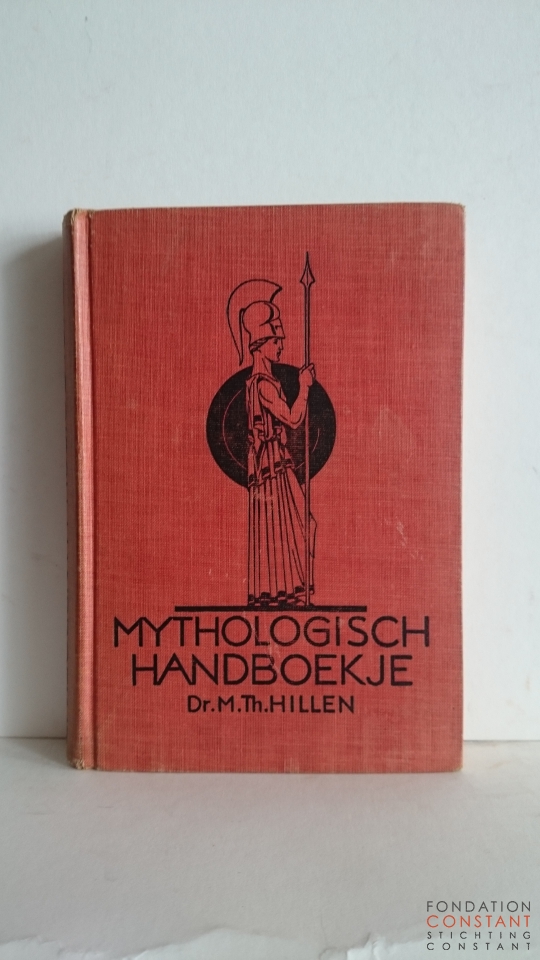 MYTHOLOGISCH
HANDBOEKJE
Dr.M.Th.HILLEN
FONDATION
CONSTANT
STICHTING
CONSTANT